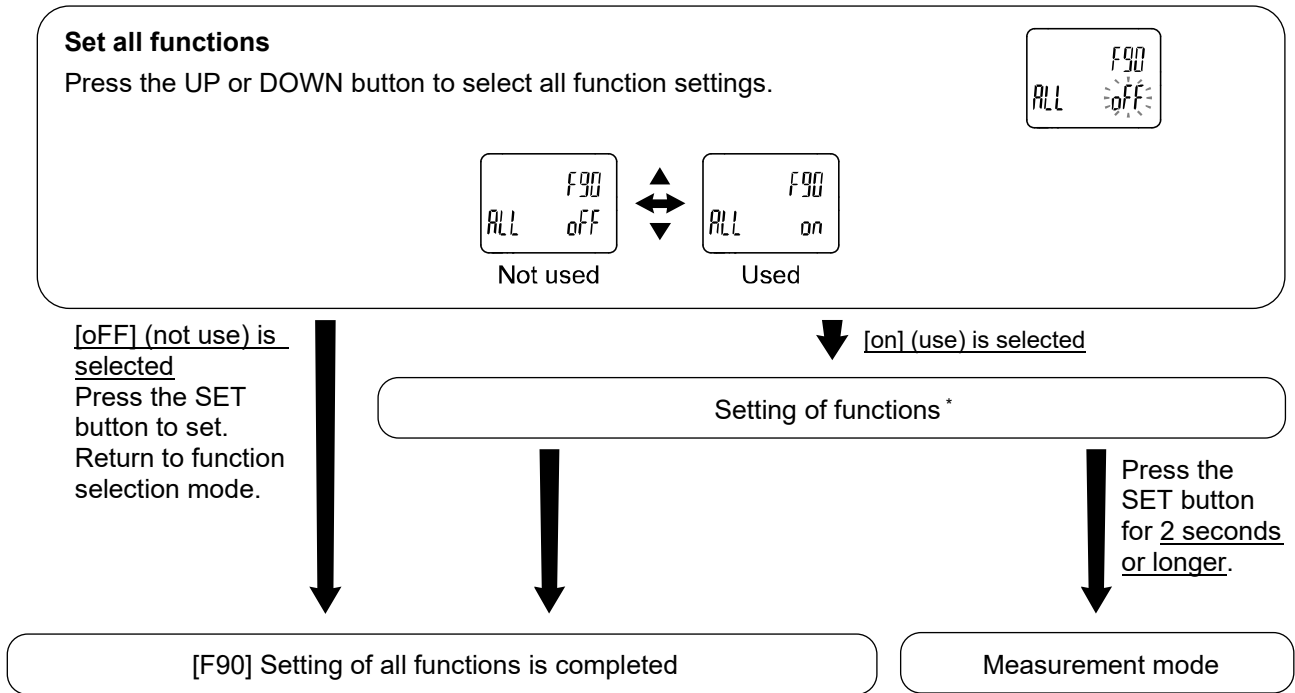 Set all functions
Press the UP or DOWN button to select all function settings.
F90
ALL oFF
F90
ALL oFF
F90
ALL on
Not used
Used
[oFF] (not use) is
selected
Press the SET
button to set.
Return to function
selection mode.
[on] (use) is selected
Setting of functions *
Press the
SET button
for 2 seconds
or longer.
[F90] Setting of all functions is completed
Measurement mode